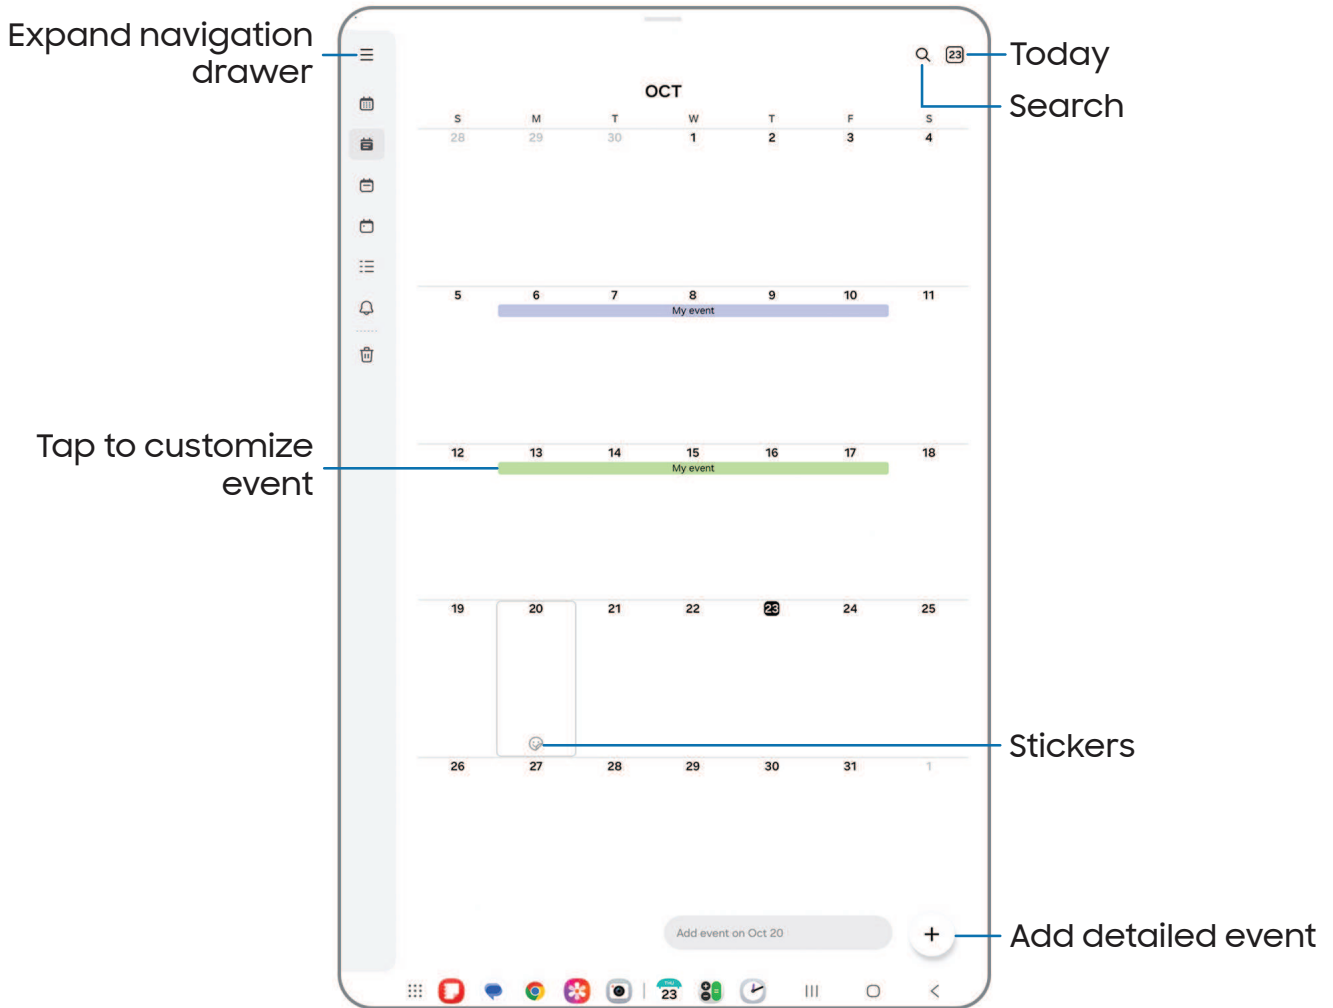 Expand navigation
drawer
23
Today
Search
OCT
S M T W T F S
28 29 30 1 2 3 4
5 6 7 8 9 10 11
My event
Tap to customize
event
12 13 14 15 16 17 18
My event
19 20 21 22 23 24 25
Stickers
26 27 28 29 30 31 1
Add event on Oct 20
+
Add detailed event
THU
23